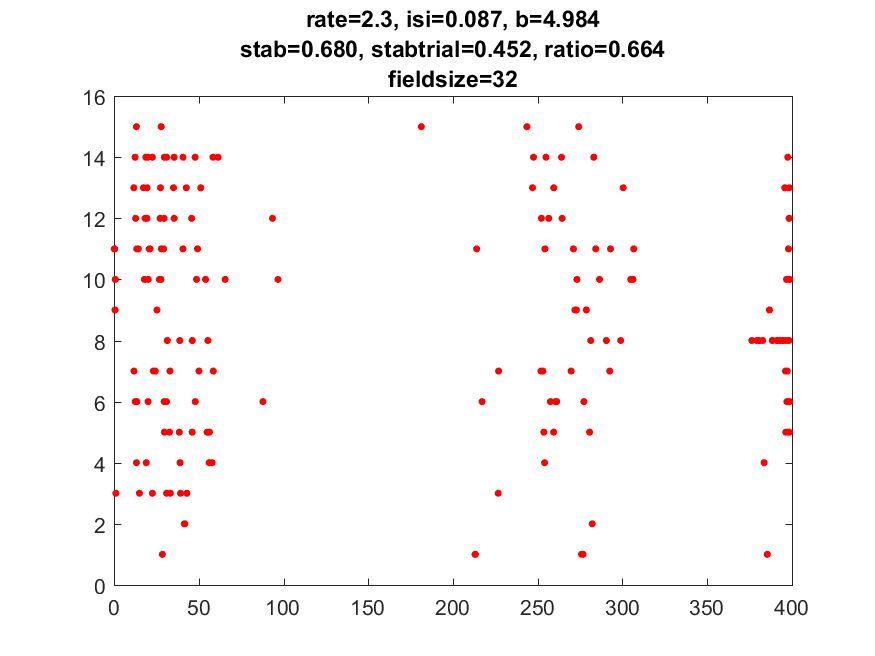 rate=2.3, isi=0.087, b=4.984
stab=0.680, stabtrial=0.452, ratio=0.664
fieldsize=32
16
14
12
10
8
6
4
2
0
0 50 100 150 200 250 300 350 400